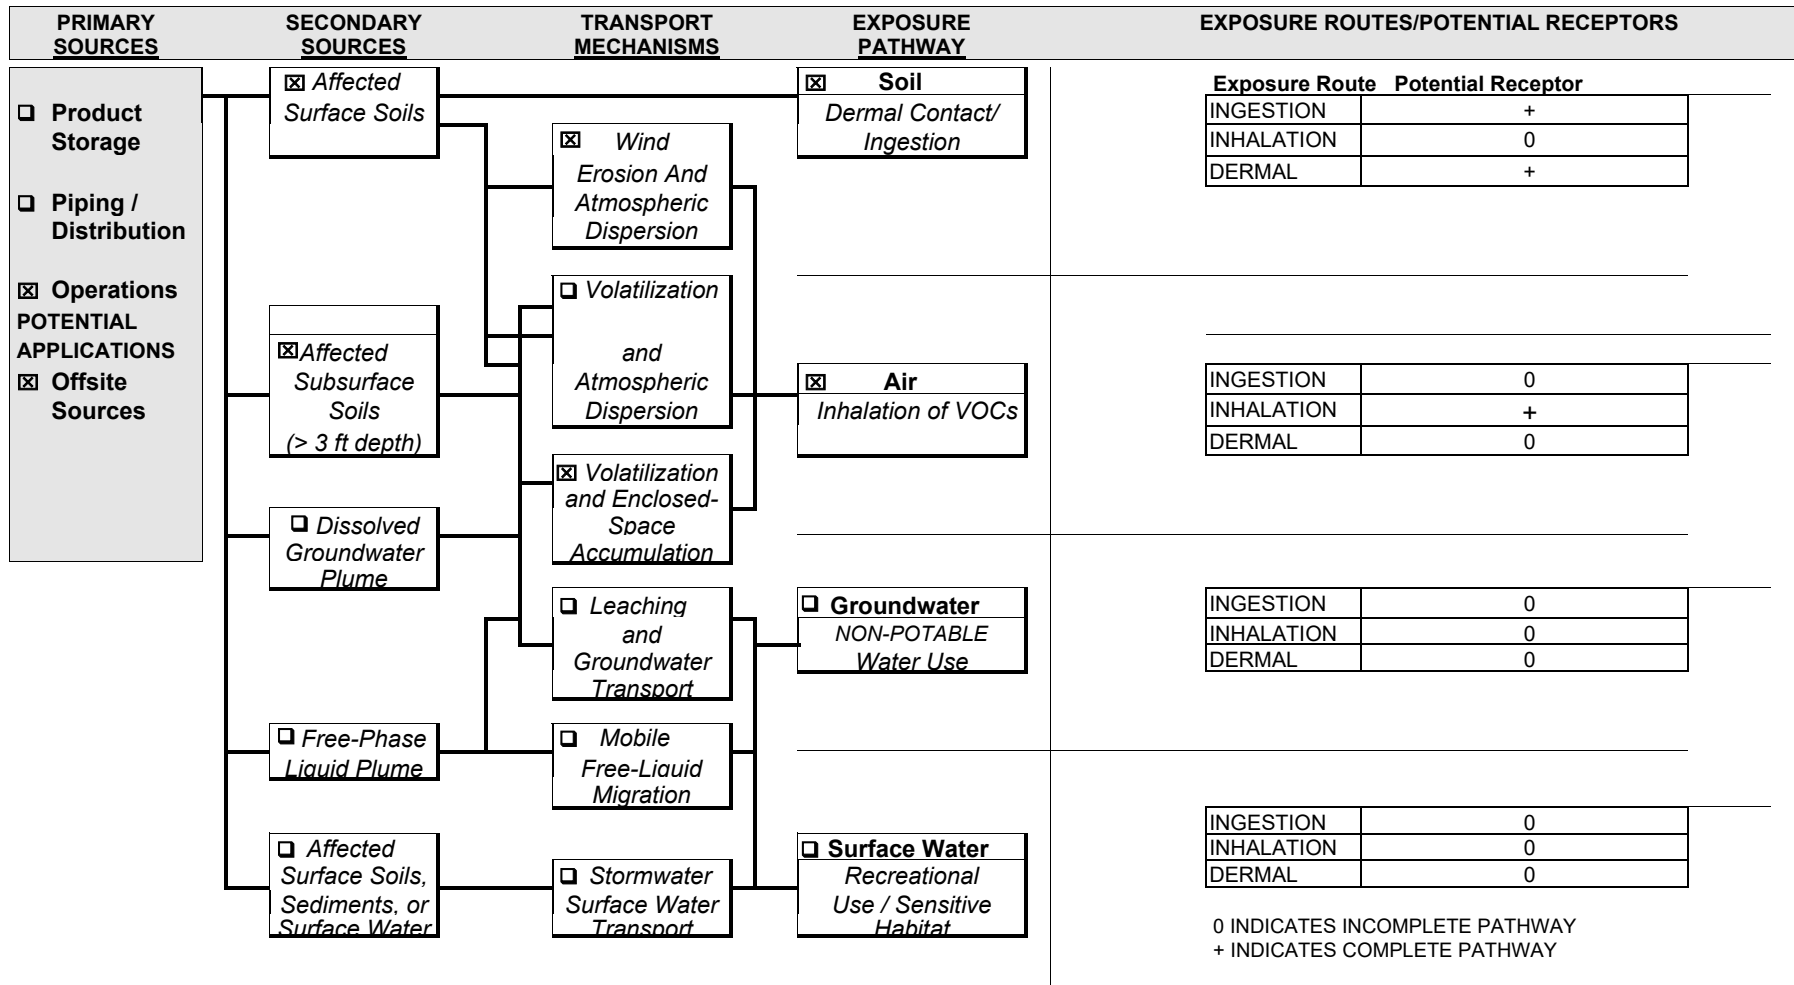 PRIMARY
SOURCES
SECONDARY
SOURCES
TRANSPORT
MECHANISMS
EXPOSURE
PATHWAY
EXPOSURE ROUTES/POTENTIAL RECEPTORS
☐ Product
Storage
☐ Piping /
Distribution
☒ Operations
POTENTIAL
APPLICATIONS
☒ Offsite
Sources
☒ Affected
Surface Soils
☒Affected
Subsurface
Soils
(> 3 ft depth)
☐ Dissolved
Groundwater
Plume
☐ Free-Phase
Liquid Plume
☐ Affected
Surface Soils,
Sediments, or
Surface Water
☒ Wind
Erosion And
Atmospheric
Dispersion
☐ Volatilization
and
Atmospheric
Dispersion
☒ Volatilization
and Enclosed-
Space
Accumulation
☐ Leaching
and
Groundwater
Transport
☐ Mobile
Free-Liquid
Migration
☐ Stormwater
Surface Water
Transport
☒ Soil
Dermal Contact/
Ingestion
☒ Air
Inhalation of VOCs
☐ Groundwater
NON-POTABLE
Water Use
☐ Surface Water
Recreational
Use / Sensitive
Habitat
Exposure Route Potential Receptor
INGESTION +
INHALATION 0
DERMAL +
INGESTION 0
INHALATION +
DERMAL 0
INGESTION 0
INHALATION 0
DERMAL 0
INGESTION 0
INHALATION 0
DERMAL 0
0 INDICATES INCOMPLETE PATHWAY
+ INDICATES COMPLETE PATHWAY